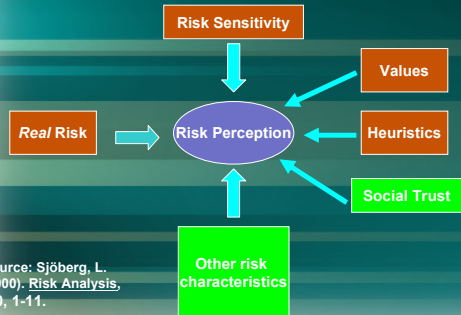 Risk Sensitivity
Values
Real Risk
Risk Perception
Heuristics
Social Trust
Other risk
characteristics
urce: Sjöberg, L.
000). Risk Analysis,
0, 1-11.